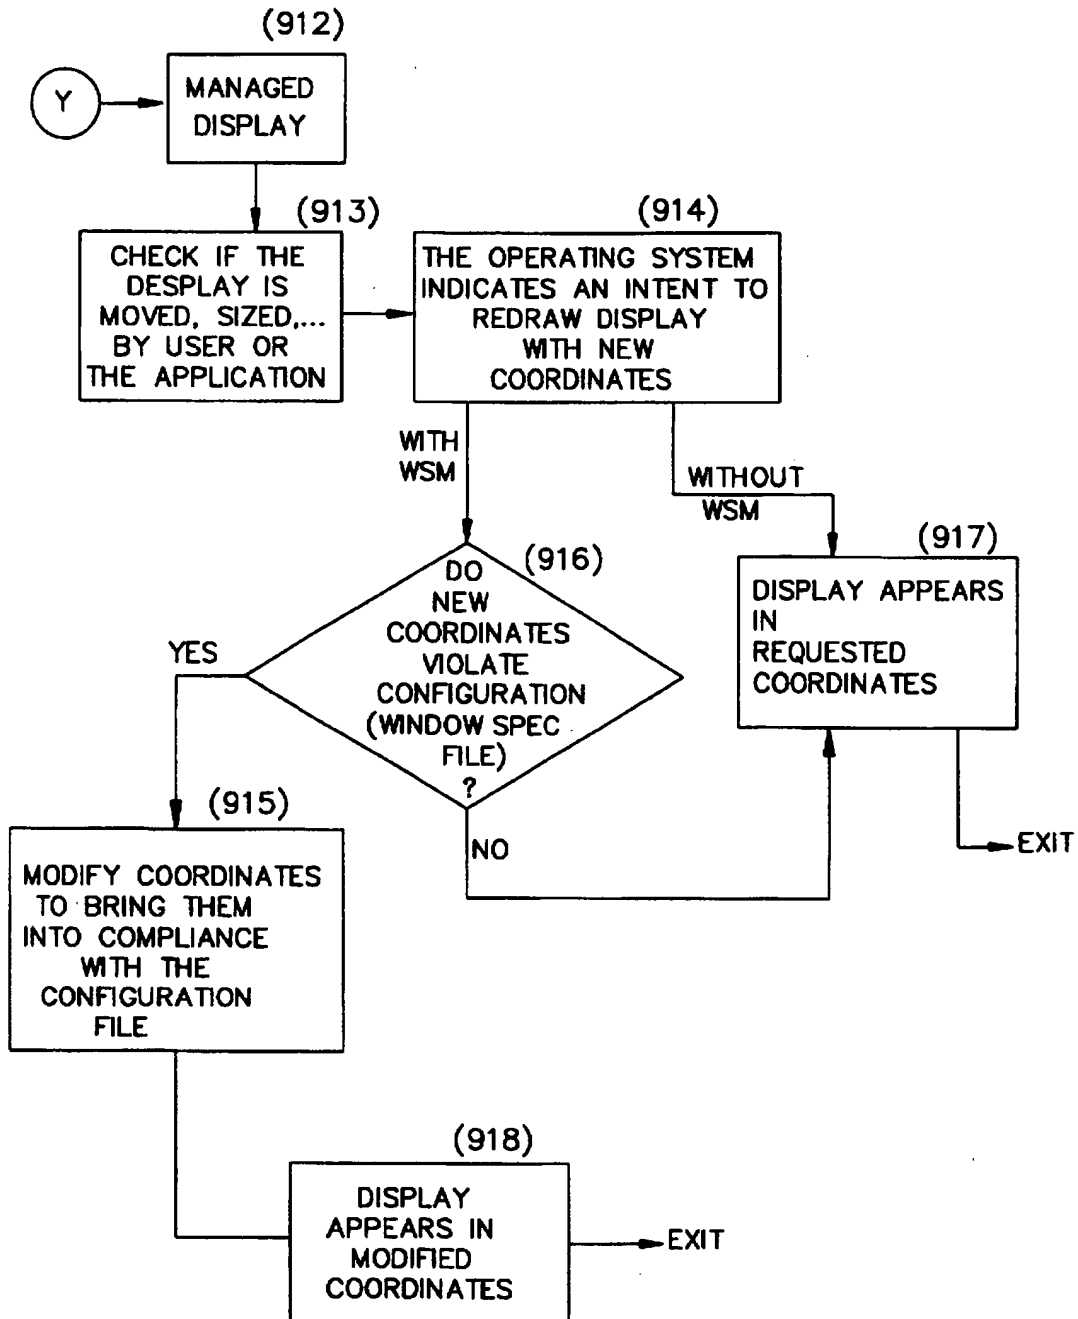 (912)
Y
MANAGED
DISPLAY
(913)
CHECK IF THE
DESPLAY IS
MOVED, SIZED,...
BY USER OR
THE APPLICATION
(914)
THE OPERATING SYSTEM
INDICATES AN INTENT TO
REDRAW DISPLAY
WITH NEW
COORDINATES
WITH
WSM
WITHOUT
WSM
(916)
DO
NEW
COORDINATES
VIOLATE
CONFIGURATION
(WINDOW SPEC
FILE)
?
YES
NO
(917)
DISPLAY APPEARS
IN
REQUESTED
COORDINATES
EXIT
(915)
MODIFY COORDINATES
TO BRING THEM
INTO COMPLIANCE
WITH THE
CONFIGURATION
FILE
(918)
DISPLAY
APPEARS IN
MODIFIED
COORDINATES
EXIT